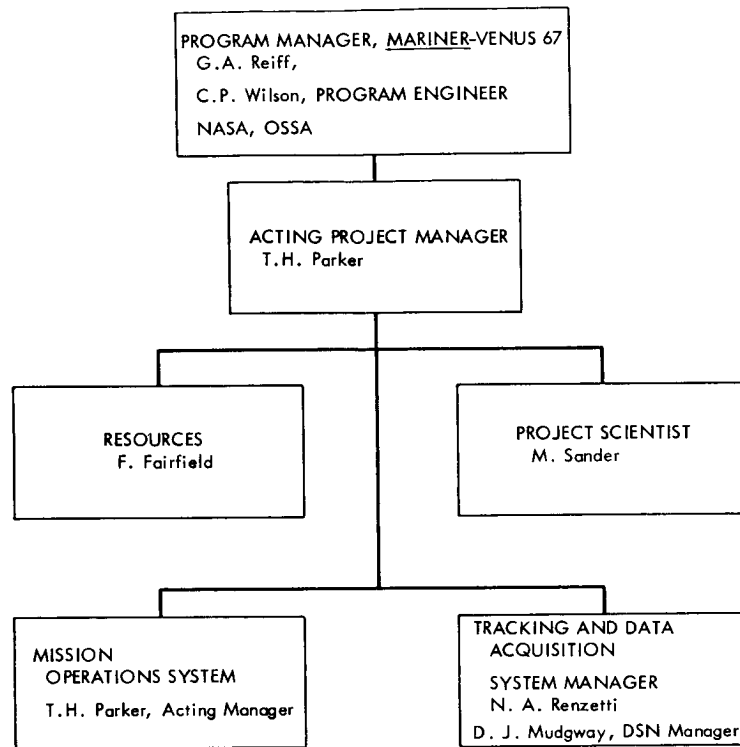 PROGRAM MANAGER, MARINER-VENUS 67
G.A. Reiff,
C.P. Wilson, PROGRAM ENGINEER
NASA, OSSA
ACTING PROJECT MANAGER
T.H. Parker
RESOURCES
F. Fairfield
PROJECT SCIENTIST
M. Sander
MISSION
OPERATIONS SYSTEM
T.H. Parker, Acting Manager
TRACKING AND DATA
ACQUISITION
SYSTEM MANAGER
N. A. Renzetti
D. J. Mudgway, DSN Manager